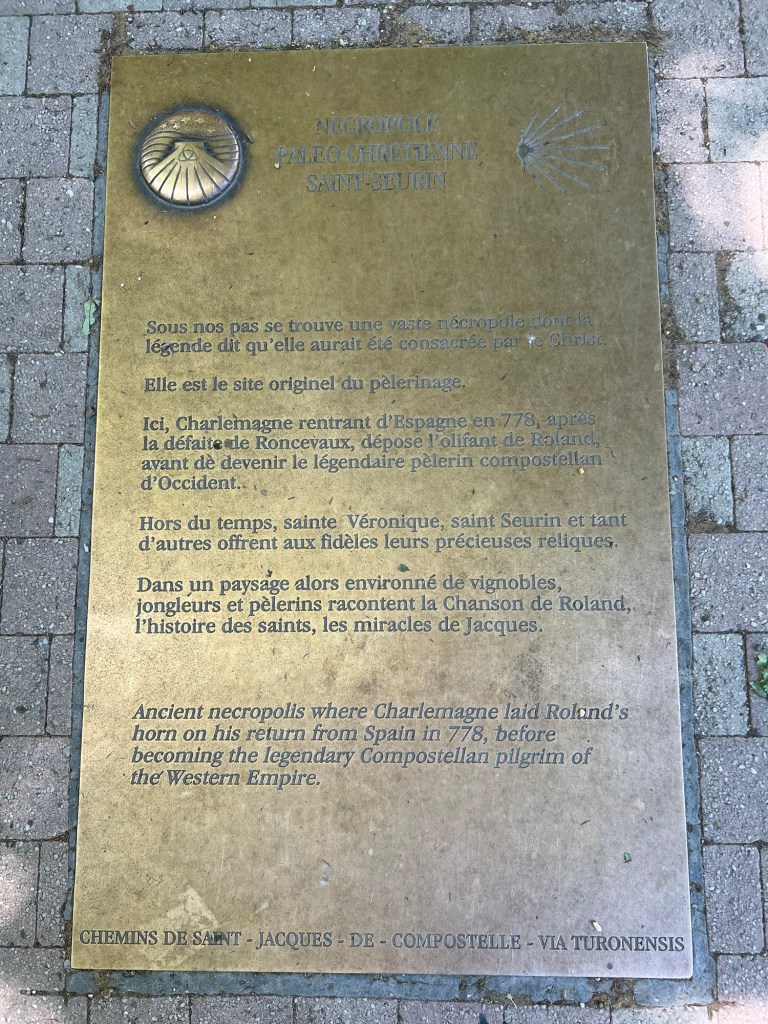 NECROPOLE
PALEO CHRETIENNE
SAINT-SEURIN
Sous nos pas se trouve une vaste nécropole dont la
légende dit qu'elle aurait été consacrée par le Christ.
Elle est le site originel du pèlerinage.
Ici, Charlemagne rentrant d'Espagne en 778, après
la défaite de Roncevaux, dépose l'olifant de Roland,
avant de devenir le légendaire pèlerin compostellan
d'Occident.
Hors du temps, sainte Véronique, saint Seurin et tant
d'autres offrent aux fidèles leurs précieuses reliques.
Dans un paysage alors environné de vignobles,
jongleurs et pèlerins racontent la Chanson de Roland,
l'histoire des saints, les miracles de Jacques.
Ancient necropolis where Charlemagne laid Roland's
horn on his return from Spain in 778, before
becoming the legendary Compostellan pilgrim of
the Western Empire.
CHEMINS DE SAINT - JACQUES - DE - COMPOSTELLE - VIA TURONENSIS